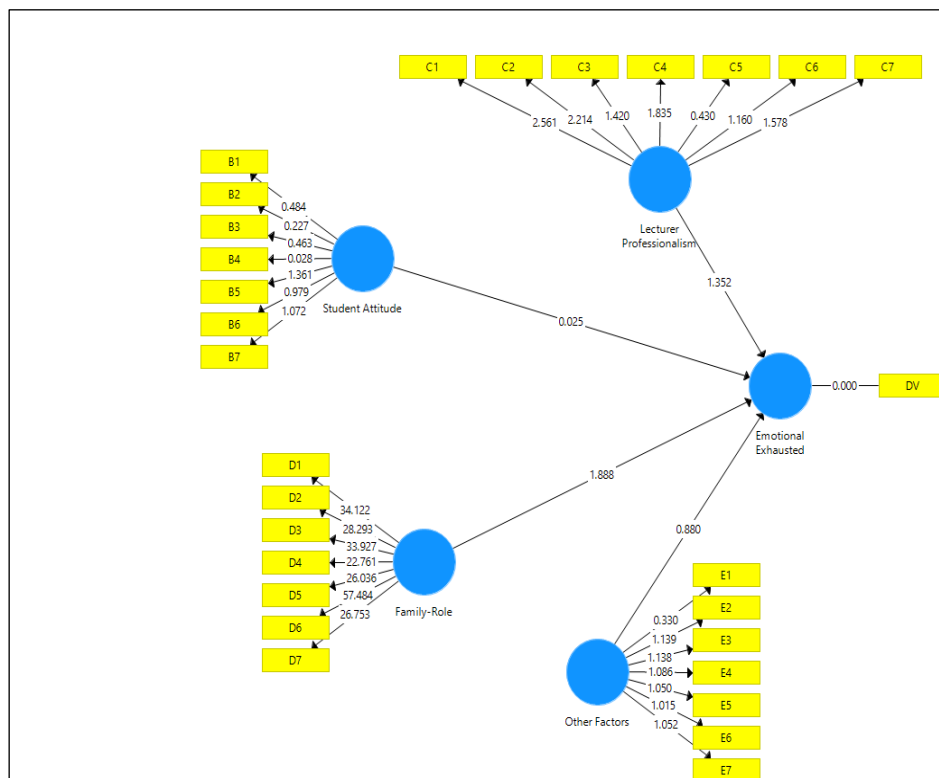 C1 C2 C3 C4 C5 C6 C7
2.561 2.214 1.420 1.835 0.430 1.160 1.578
Lecturer
Professionalism
B1
B2
B3
B4
B5
B6
B7
0.484
0.227
0.463
0.028
1.361
0.979
1.072
Student Attitude
1.352
0.025
DV
0.000
Emotional
Exhausted
D1
D2
D3
D4
D5
D6
D7
34.122
28.293
33.927
22.761
26.036
57.484
26.753
Family-Role
1.888
0.880
E1
E2
E3
E4
E5
E6
E7
0.330
1.139
1.138
1.086
1.050
1.015
1.052
Other Factors